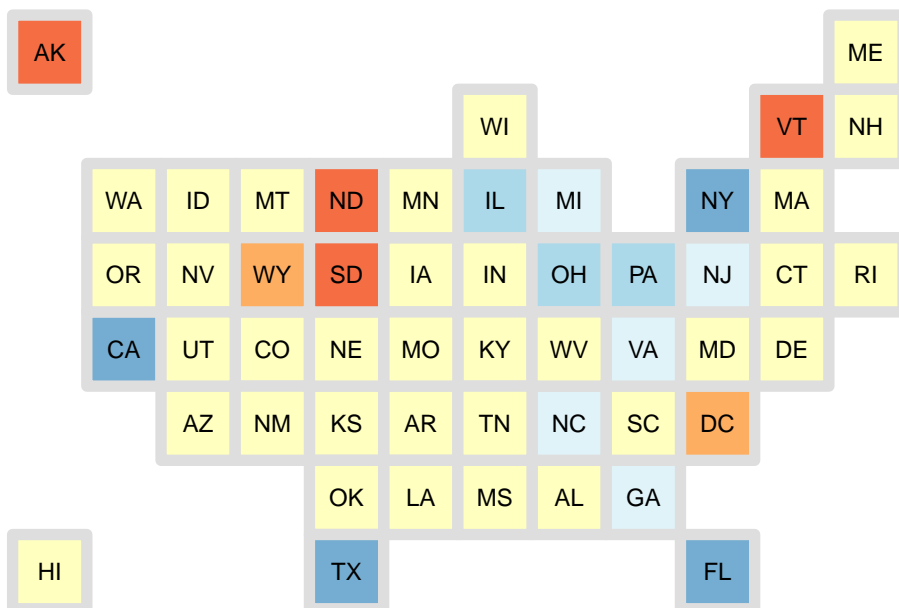 AK ME
WI VT NH
WA ID MT ND MN IL MI NY MA
OR NV WY SD IA IN OH PA NJ CT RI
CA UT CO NE MO KY WV VA MD DE
AZ NM KS AR TN NC SC DC
OK LA MS AL GA
HI TX FL